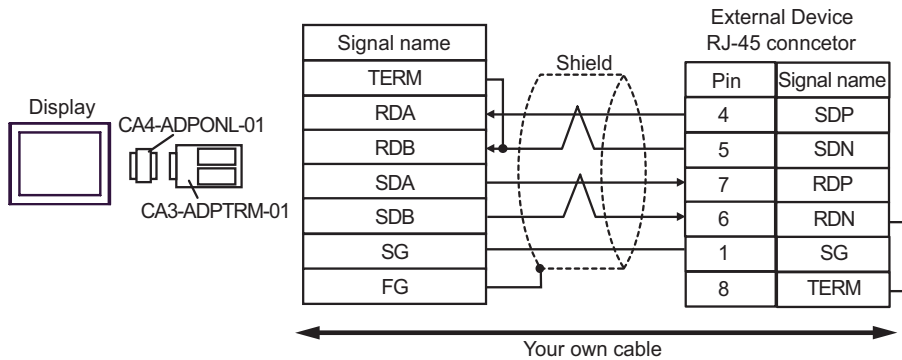 External Device
RJ-45 conncetor
Signal name
Shield
Pin Signal name
TERM
Display
CA4-ADPONL-01
CA3-ADPTRM-01
RDA 4 SDP
RDB 5 SDN
SDA 7 RDP
SDB 6 RDN
SG 1 SG
FG 8 TERM
Your own cable